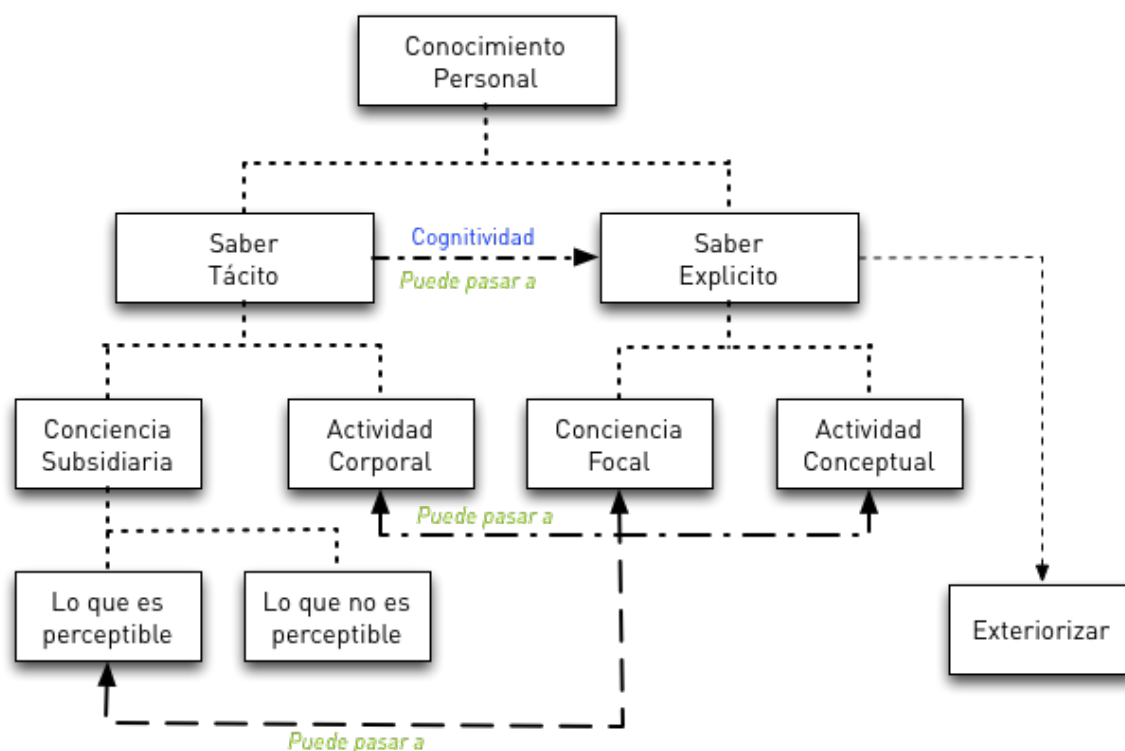 Conocimiento
Personal
Saber
Tácito
Cognitividad
Puede pasar a
Saber
Explicito
Conciencia
Subsidiaria
Actividad
Corporal
Conciencia
Focal
Actividad
Conceptual
Puede pasar a
Lo que es
perceptible
Lo que no es
perceptible
Exteriorizar
Puede pasar a